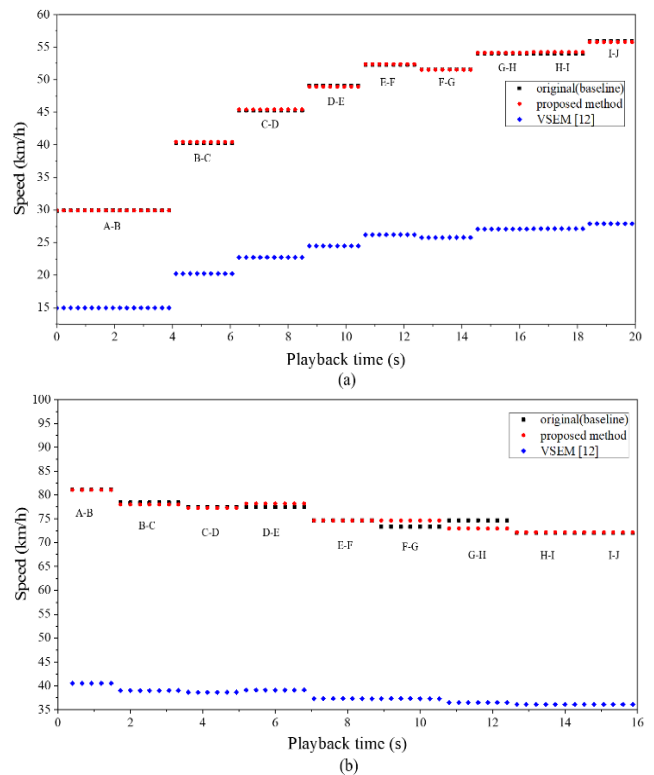 60
55
50
45
40
35
30
25
20
15
Speed (km/h)
A-B
B-C
C-D
D-E
E-F
F-G
G-H
H-I
I-J
original(baseline)
proposed method
VSEM [12]
0 2 4 6 8 10 12 14 16 18 20
Playback time (s)
(a)
100
95
90
85
80
75
70
65
60
55
50
45
40
35
Speed (km/h)
original(baseline)
proposed method
VSEM [12]
A-B
B-C
C-D
D-E
E-F
F-G
G-H
H-I
I-J
0 2 4 6 8 10 12 14 16
Playback time (s)
(b)